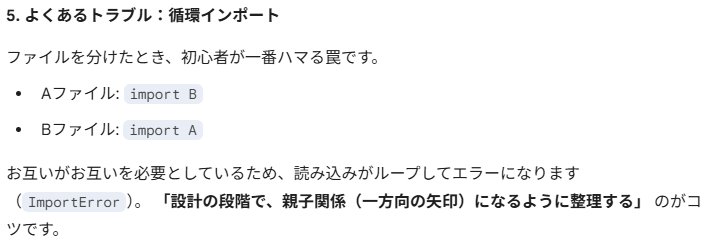 5. よくあるトラブル：循環インポート
ファイルを分けたとき、初心者が一番ハマる罠です。
• Aファイル: import B
• Bファイル: import A
お互いがお互いを必要としているため、読み込みがループしてエラーになります
（ImportError）。 「設計の段階で、親子関係（一方向の矢印）になるように整理する」 のがコ
ツです。